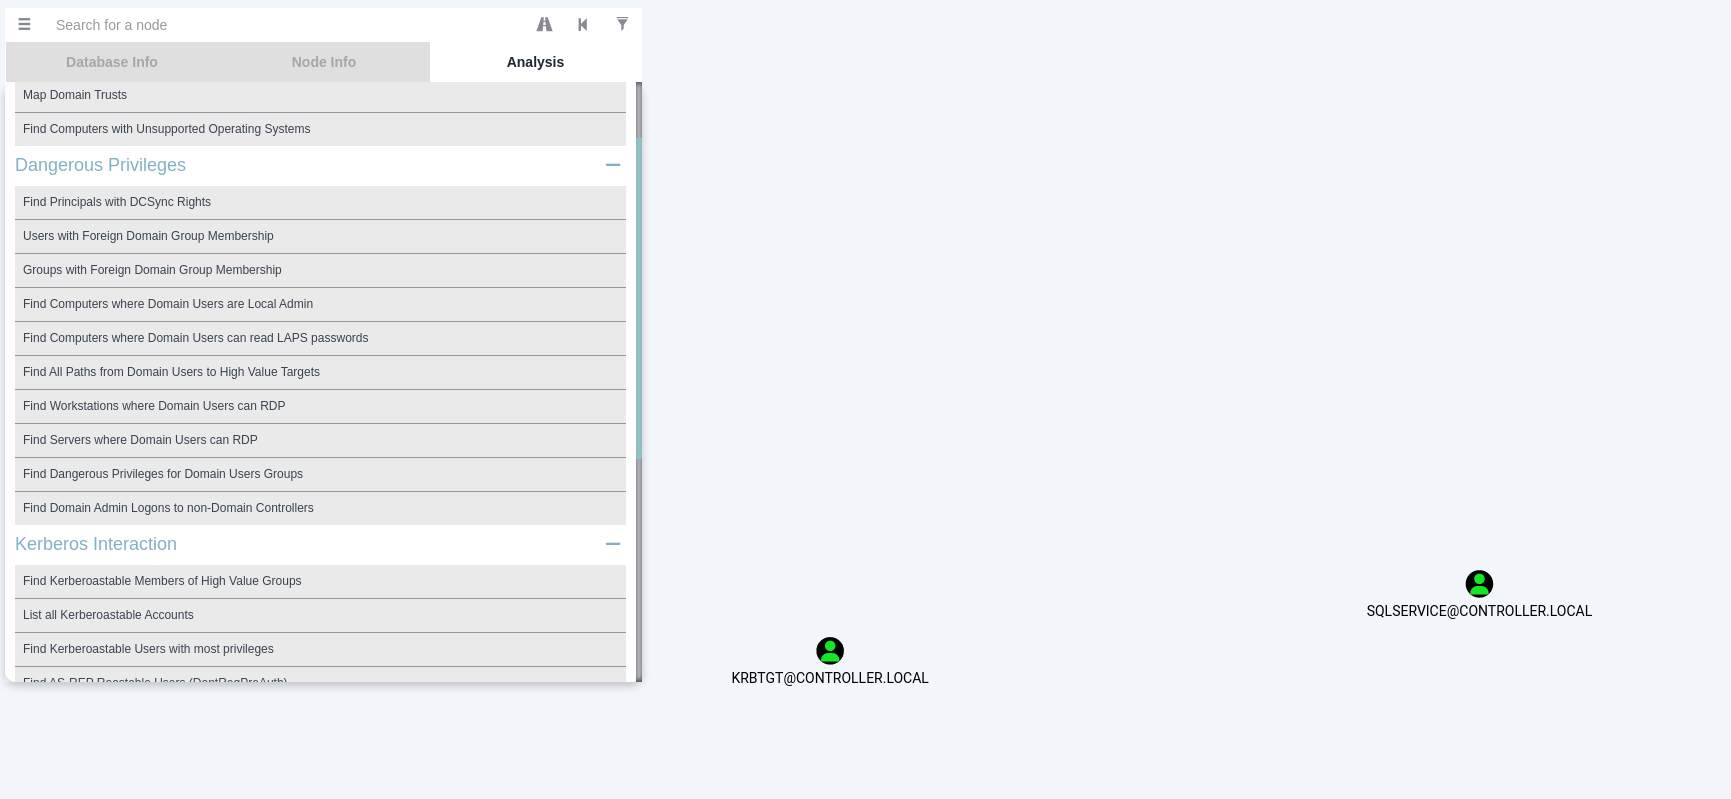 Search for a node
Database Info
Node Info
Analysis
Map Domain Trusts
Find Computers with Unsupported Operating Systems
Dangerous Privileges
Find Principals with DCSync Rights
Users with Foreign Domain Group Membership
Groups with Foreign Domain Group Membership
Find Computers where Domain Users are Local Admin
Find Computers where Domain Users can read LAPS passwords
Find All Paths from Domain Users to High Value Targets
Find Workstations where Domain Users can RDP
Find Servers where Domain Users can RDP
Find Dangerous Privileges for Domain Users Groups
Find Domain Admin Logons to non-Domain Controllers
Kerberos Interaction
Find Kerberoastable Members of High Value Groups
List all Kerberoastable Accounts
Find Kerberoastable Users with most privileges
Find AS-REP Roastable Users (DontReqPreAuth)
SQLSERVICE@CONTROLLER.LOCAL
KRBTGT@CONTROLLER.LOCAL